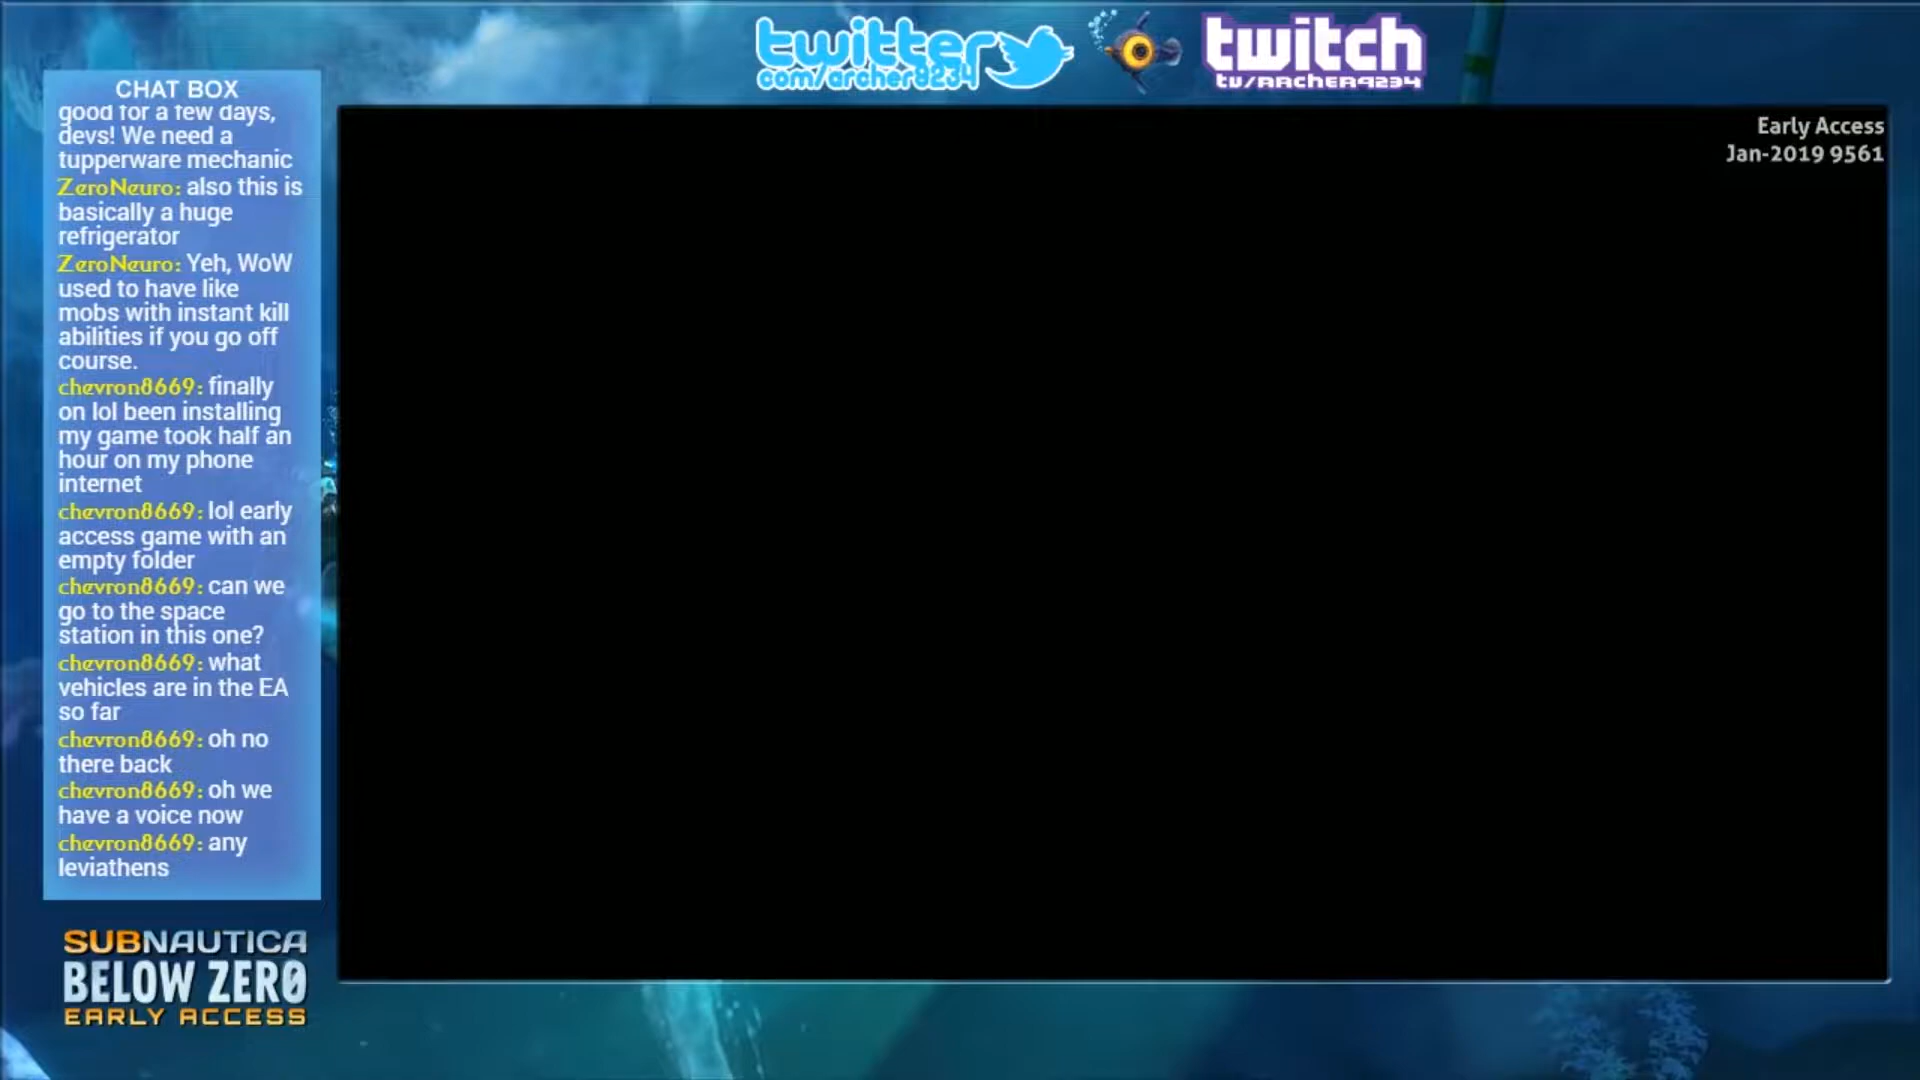 twitter
com/archer8234
twitch
tv/ARCHER9234
CHAT BOX
good for a few days,
devs! We need a
tupperware mechanic
ZeroNeuro: also this is
basically a huge
refrigerator
ZeroNeuro: Yeh, WoW
used to have like
mobs with instant kill
abilities if you go off
course.
chevron8669: finally
on lol been installing
my game took half an
hour on my phone
internet
chevron8669: lol early
access game with an
empty folder
chevron8669: can we
go to the space
station in this one?
chevron8669: what
vehicles are in the EA
so far
chevron8669: oh no
there back
chevron8669: oh we
have a voice now
chevron8669: any
leviathens
Early Access
Jan-2019 9561
SUBNAUTICA
BELOW ZERO
EARLY ACCESS